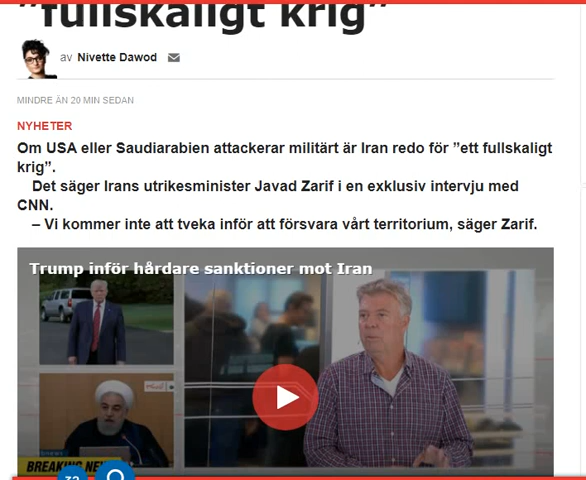 "fullskaligt krig"
av Nivette Dawod
MINDRE ÄN 20 MIN SEDAN
NYHETER
Om USA eller Saudiarabien attackerar militärt är Iran redo för "ett fullskaligt
krig".
Det säger Irans utrikesminister Javad Zarif i en exklusiv intervju med
CNN.
– Vi kommer inte att tveka inför att försvara vårt territorium, säger Zarif.
Trump inför hårdare sanktioner mot Iran
BREAKING NEWS
32